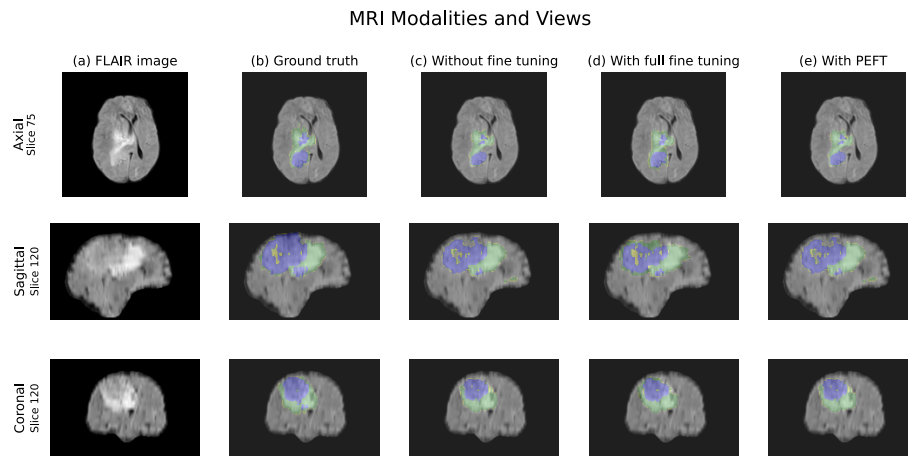 MRI Modalities and Views
(a) FLAIR image
(b) Ground truth
(c) Without fine tuning
(d) With full fine tuning
(e) With PEFT
Axial
Slice 75
Sagittal
Slice 120
Coronal
Slice 120